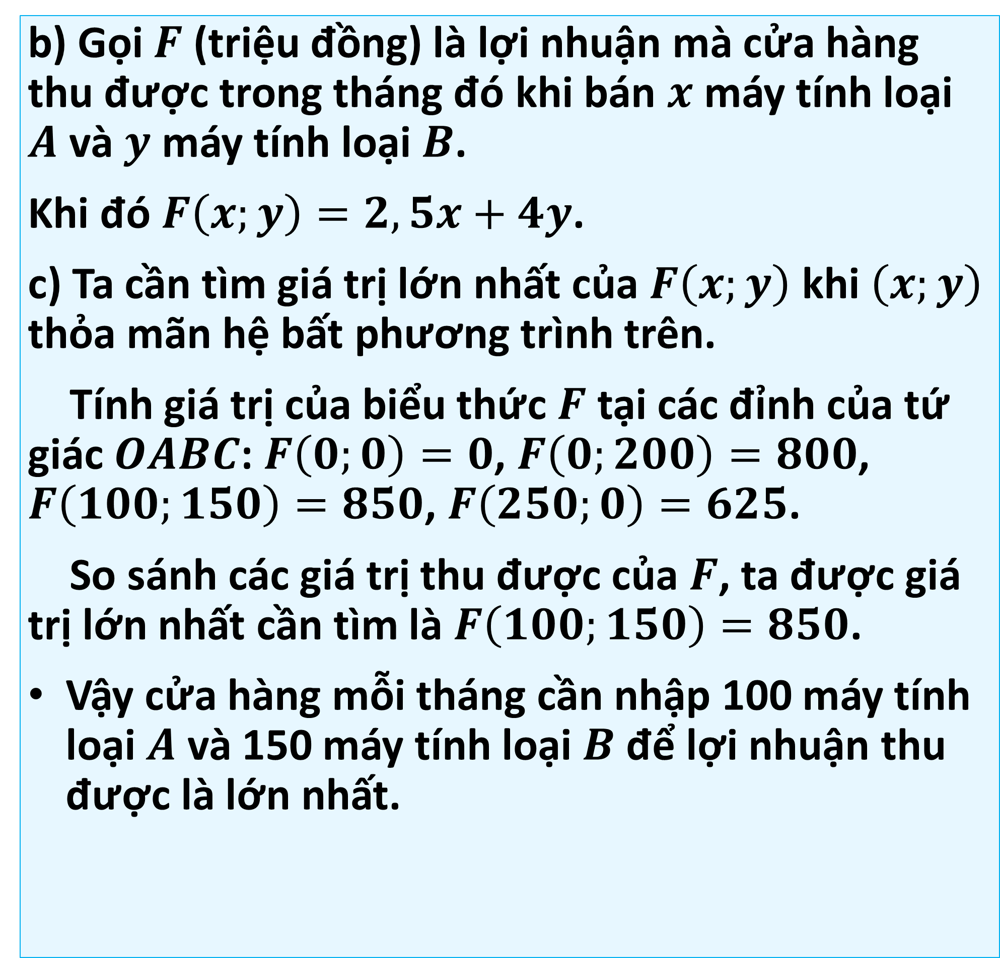 b) Gọi F (triệu đồng) là lợi nhuận mà cửa hàng
thu được trong tháng đó khi bán x máy tính loại
A và y máy tính loại B.
Khi đó F(x; y) = 2, 5x + 4y.
c) Ta cần tìm giá trị lớn nhất của F(x; y) khi (x; y)
thỏa mãn hệ bất phương trình trên.
Tính giá trị của biểu thức F tại các đỉnh của tứ
giác OABC: F(0; 0) = 0, F(0; 200) = 800,
F(100; 150) = 850, F(250; 0) = 625.
So sánh các giá trị thu được của F, ta được giá
trị lớn nhất cần tìm là F(100; 150) = 850.
• Vậy cửa hàng mỗi tháng cần nhập 100 máy tính
loại A và 150 máy tính loại B để lợi nhuận thu
được là lớn nhất.